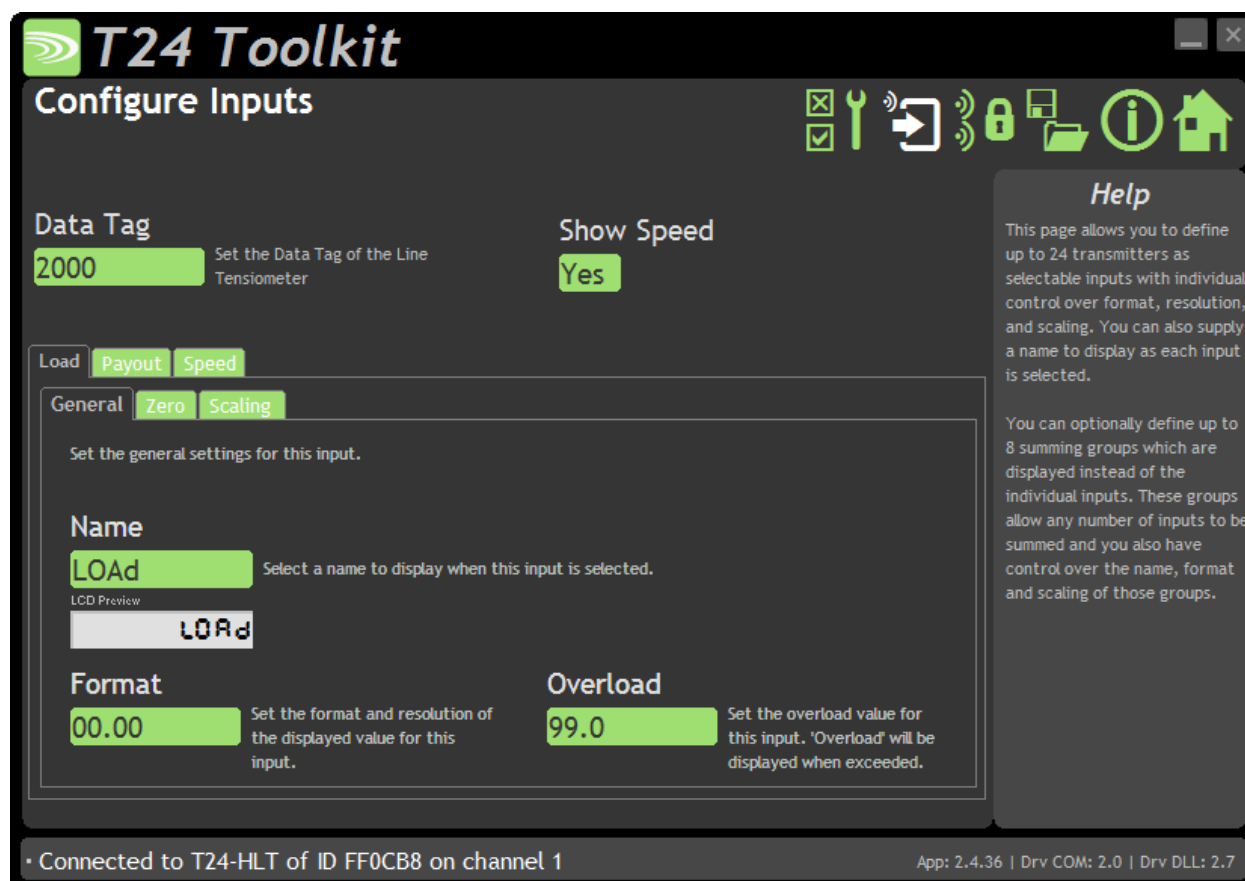 T24 Toolkit
Configure Inputs
Data Tag
2000
Set the Data Tag of the Line
Tensiometer
Show Speed
Yes
Load Payout Speed
General Zero Scaling
Set the general settings for this input.
Name
LOAd
Select a name to display when this input is selected.
LCD Preview
LOAd
Format
00.00
Set the format and resolution of
the displayed value for this
input.
Overload
99.0
Set the overload value for
this input. 'Overload' will be
displayed when exceeded.
Help
This page allows you to define
up to 24 transmitters as
selectable inputs with individual
control over format, resolution,
and scaling. You can also supply
a name to display as each input
is selected.
You can optionally define up to
8 summing groups which are
displayed instead of the
individual inputs. These groups
allow any number of inputs to be
summed and you also have
control over the name, format
and scaling of those groups.
Connected to T24-HLT of ID FF0CB8 on channel 1
App: 2.4.36 | Drv COM: 2.0 | Drv DLL: 2.7